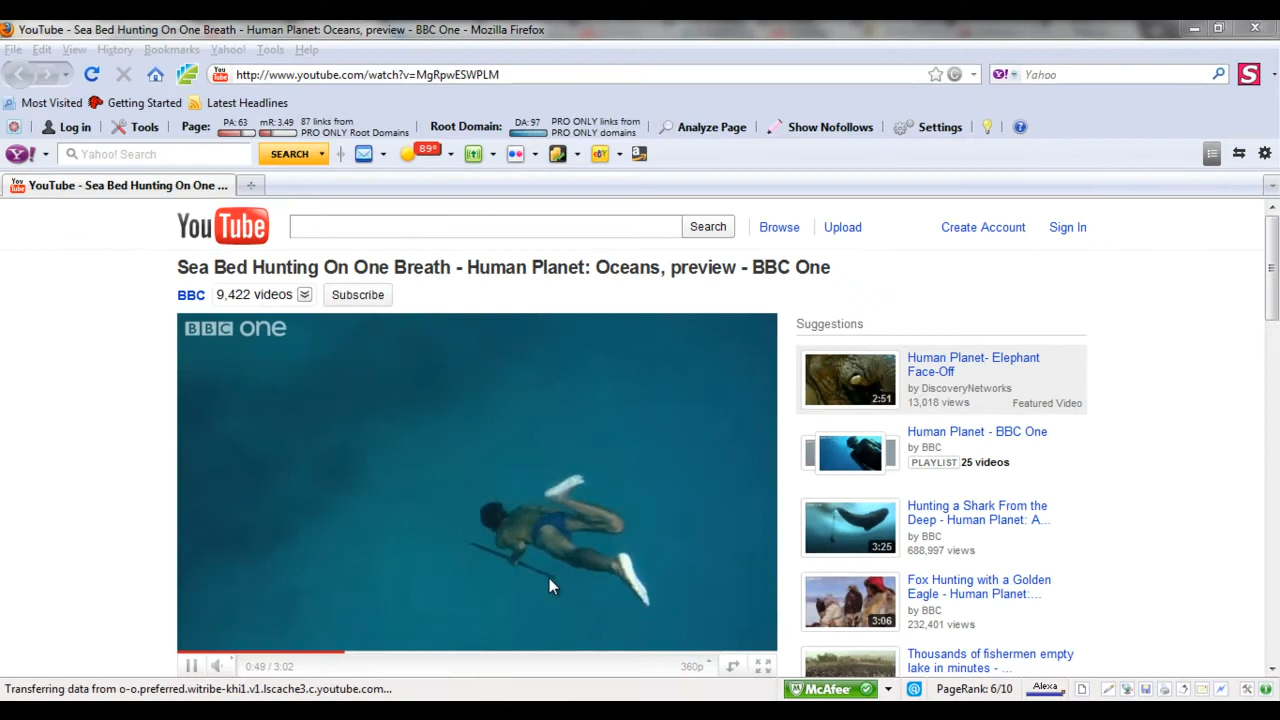 YouTube - Sea Bed Hunting On One Breath - Human Planet: Oceans, preview - BBC One - Mozilla Firefox
File Edit View History Bookmarks Yahoo! Tools Help
You Tube http://www.youtube.com/watch?v=MgRpwESWPLM Y! Yahoo S
Most Visited Getting Started Latest Headlines
Log in Tools Page: PA: 63 mR: 3.49 87 links from PRO ONLY Root Domains Root Domain: DA: 97 PRO ONLY links from PRO ONLY domains Analyze Page Show Nofollows Settings
Y! Yahoo! Search SEARCH 89° eBY a
YouTube - Sea Bed Hunting On One ...
YouTube Search Browse Upload Create Account Sign In
Sea Bed Hunting On One Breath - Human Planet: Oceans, preview - BBC One
BBC 9,422 videos Subscribe
BBC one
Suggestions
Human Planet- Elephant
Face-Off
by DiscoveryNetworks
2:51 13,018 views Featured Video
Human Planet - BBC One
by BBC
PLAYLIST 25 videos
Hunting a Shark From the
Deep - Human Planet: A...
by BBC
3:25 688,997 views
Fox Hunting with a Golden
Eagle - Human Planet:...
by BBC
3:06 232,401 views
Thousands of fishermen empty
lake in minutes - ...
0:49 / 3:02 360p
Transferring data from o-o.preferred.witribe-khi1.v1.lscache3.c.youtube.com... McAfee PageRank: 6/10 Alexa